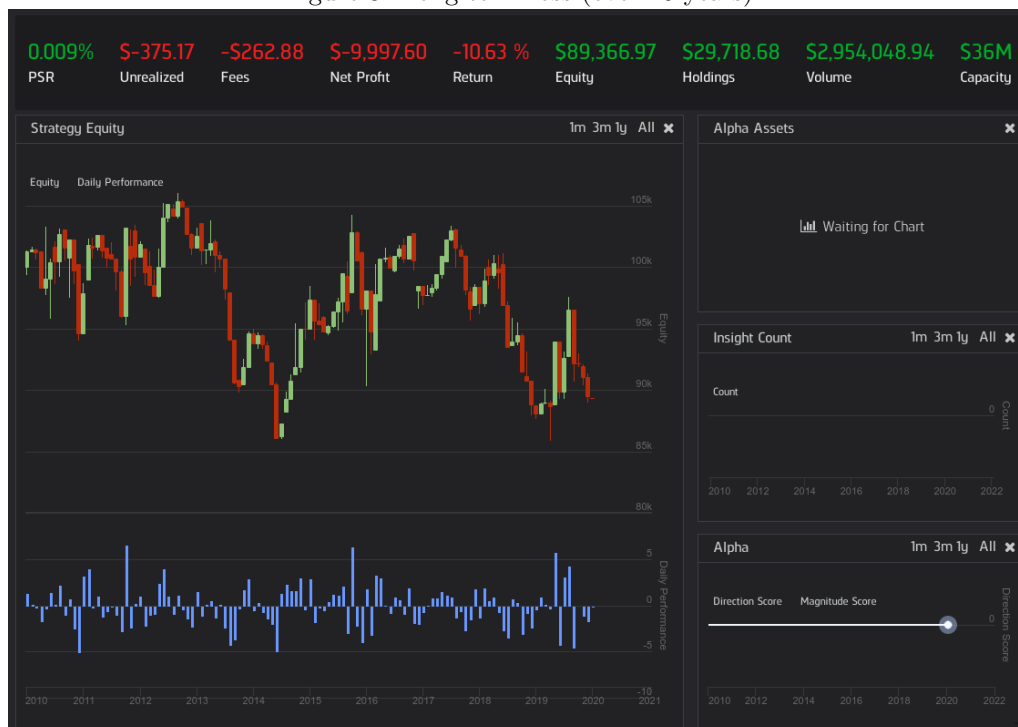 0.009% $-375.17 -$262.88 $-9,997.60 -10.63 % $89,366.97 $29,718.68 $2,954,048.94 $36M
PSR Unrealized Fees Net Profit Return Equity Holdings Volume Capacity
Strategy Equity 1m 3m 1y All ✖
Equity Daily Performance
105k
100k
95k
Equity
90k
85k
80k
5
Daily Performance
0
-5
-10
2010 2011 2012 2013 2014 2015 2016 2017 2018 2019 2020 2021
Alpha Assets ✖
Waiting for Chart
Insight Count 1m 3m 1y All ✖
Count
0
Count
2010 2012 2014 2016 2018 2020 2022
Alpha 1m 3m 1y All ✖
Direction Score Magnitude Score
0
Direction Score
2010 2012 2014 2016 2018 2020 2022